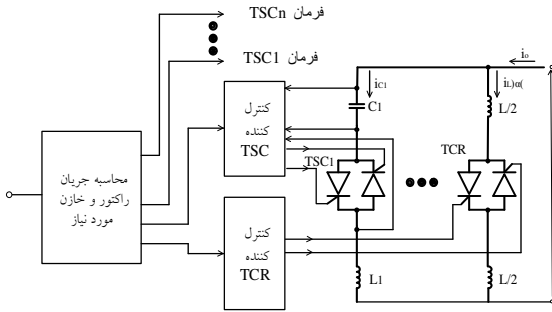 فرمان TSCn
فرمان TSC1
کنترل
کننده
TSC
محاسبه جریان
راکتور و خازن
مورد نیاز
کنترل
کننده
TCR
iC1
C1
TSC1
L1
io
iL)α(
L/2
TCR
L/2